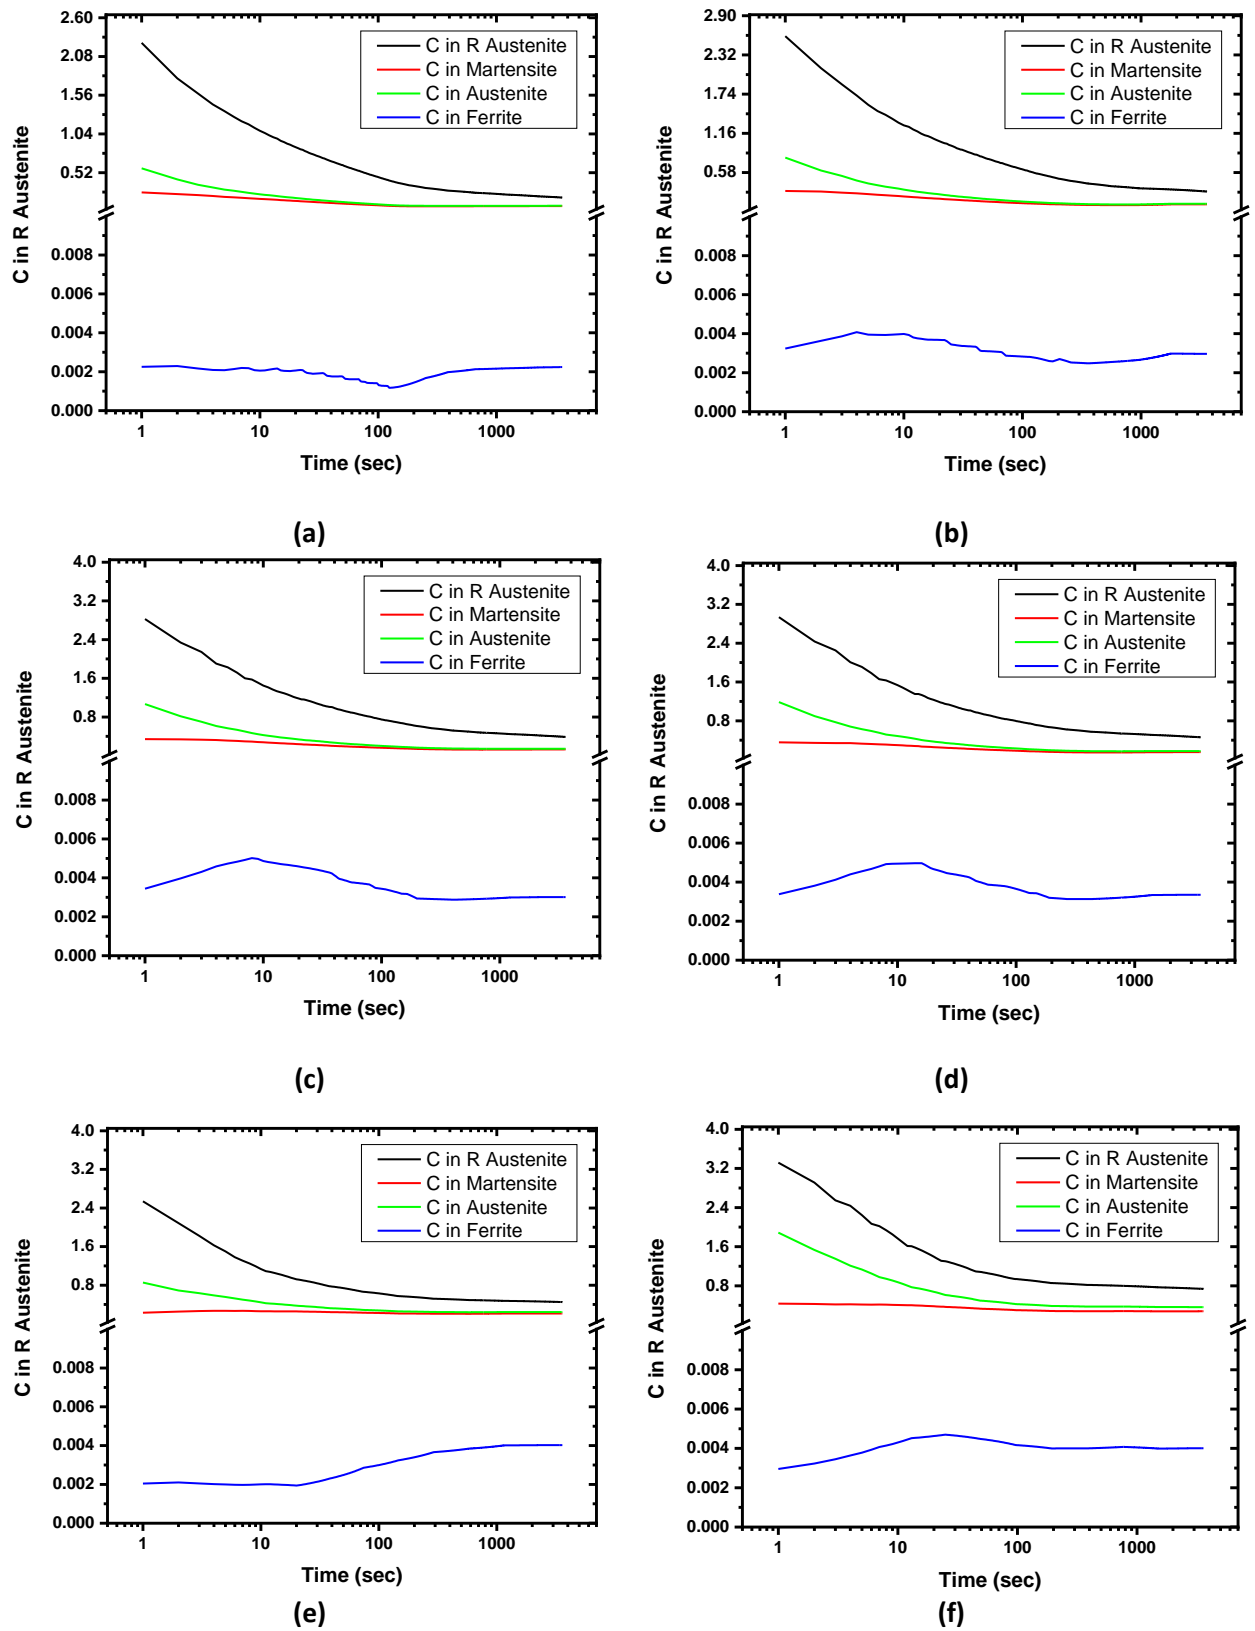 2.60
2.08
1.56
1.04
0.52
0.008
0.006
0.004
0.002
0.000
C in R Austenite
C in R Austenite
C in Martensite
C in Austenite
C in Ferrite
1 10 100 1000
Time (sec)
(a)
2.90
2.32
1.74
1.16
0.58
0.008
0.006
0.004
0.002
0.000
C in R Austenite
C in R Austenite
C in Martensite
C in Austenite
C in Ferrite
1 10 100 1000
Time (sec)
(b)
4.0
3.2
2.4
1.6
0.8
0.008
0.006
0.004
0.002
0.000
C in R Austenite
C in R Austenite
C in Martensite
C in Austenite
C in Ferrite
1 10 100 1000
Time (sec)
(c)
4.0
3.2
2.4
1.6
0.8
0.008
0.006
0.004
0.002
0.000
C in R Austenite
C in R Austenite
C in Martensite
C in Austenite
C in Ferrite
1 10 100 1000
Time (sec)
(d)
4.0
3.2
2.4
1.6
0.8
0.008
0.006
0.004
0.002
0.000
C in R Austenite
C in R Austenite
C in Martensite
C in Austenite
C in Ferrite
1 10 100 1000
Time (sec)
(e)
4.0
3.2
2.4
1.6
0.8
0.008
0.006
0.004
0.002
0.000
C in R Austenite
C in R Austenite
C in Martensite
C in Austenite
C in Ferrite
1 10 100 1000
Time (sec)
(f)